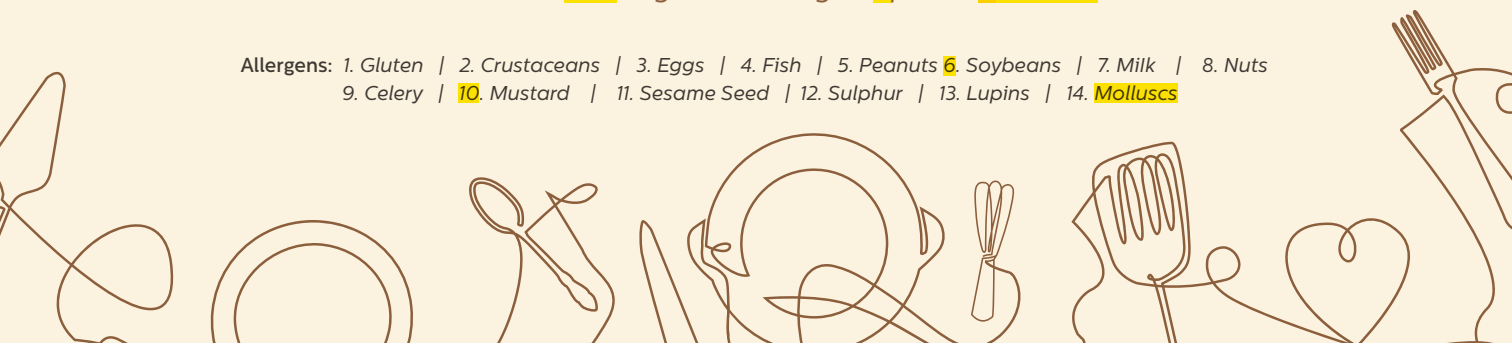 Allergens: 1. Gluten | 2. Crustaceans | 3. Eggs | 4. Fish | 5. Peanuts 6. Soybeans | 7. Milk | 8. Nuts
9. Celery | 10. Mustard | 11. Sesame Seed | 12. Sulphur | 13. Lupins | 14. Molluscs